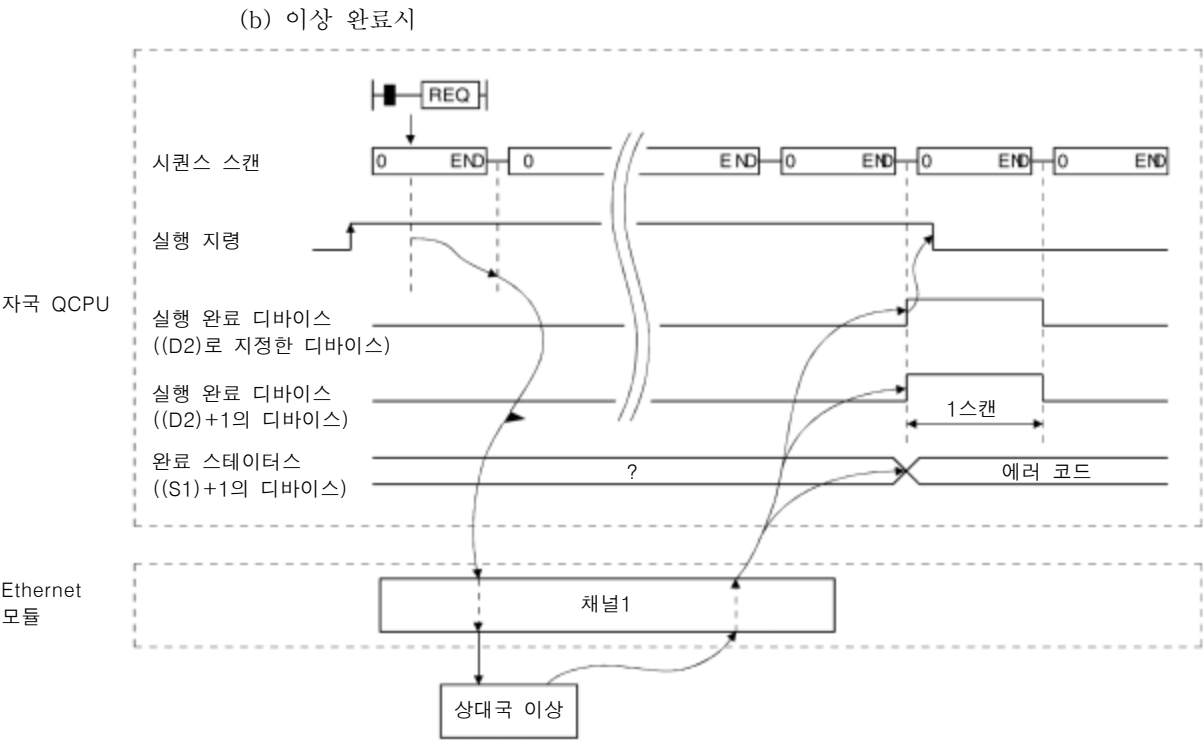 (b) 이상 완료시
REQ
시퀀스 스캔
0 END 0 END 0 END 0 END 0 END
실행 지령
자국 QCPU
실행 완료 디바이스
((D2)로 지정한 디바이스)
실행 완료 디바이스
((D2)+1의 디바이스)
1스캔
완료 스테이터스
((S1)+1의 디바이스)
?
에러 코드
Ethernet
모듈
채널1
상대국 이상